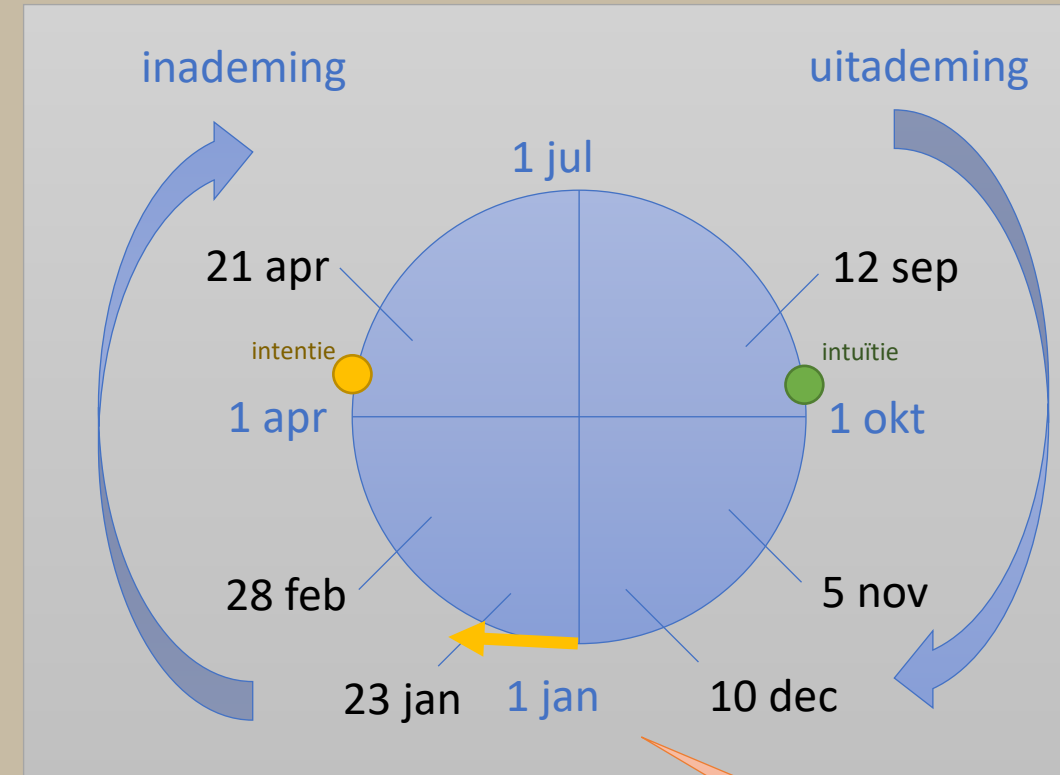 inademing
uitademing
1 jul
21 apr
12 sep
intentie
intuïtie
1 apr
1 okt
28 feb
5 nov
23 jan
1 jan
10 dec